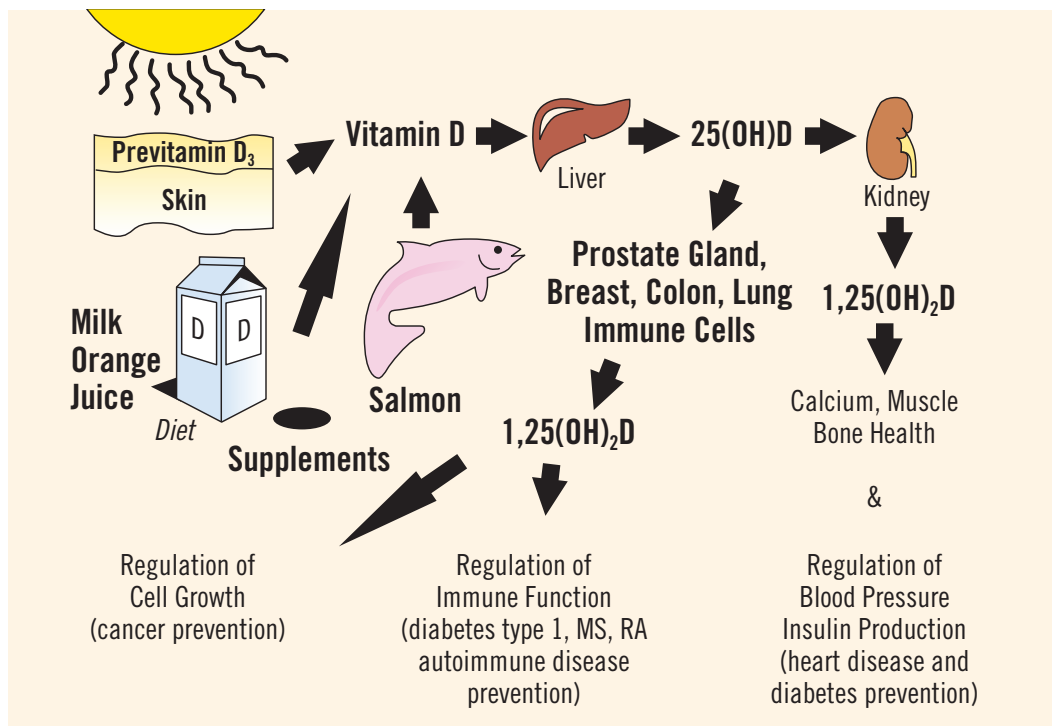 Previtamin D₃
Skin
Vitamin D
Liver
25(OH)D
Kidney
Milk
Orange
Juice
D D
Diet
Supplements
Salmon
Prostate Gland,
Breast, Colon, Lung
Immune Cells
1,25(OH)₂D
1,25(OH)₂D
Calcium, Muscle
Bone Health
&
Regulation of
Cell Growth
(cancer prevention)
Regulation of
Immune Function
(diabetes type 1, MS, RA
autoimmune disease
prevention)
Regulation of
Blood Pressure
Insulin Production
(heart disease and
diabetes prevention)